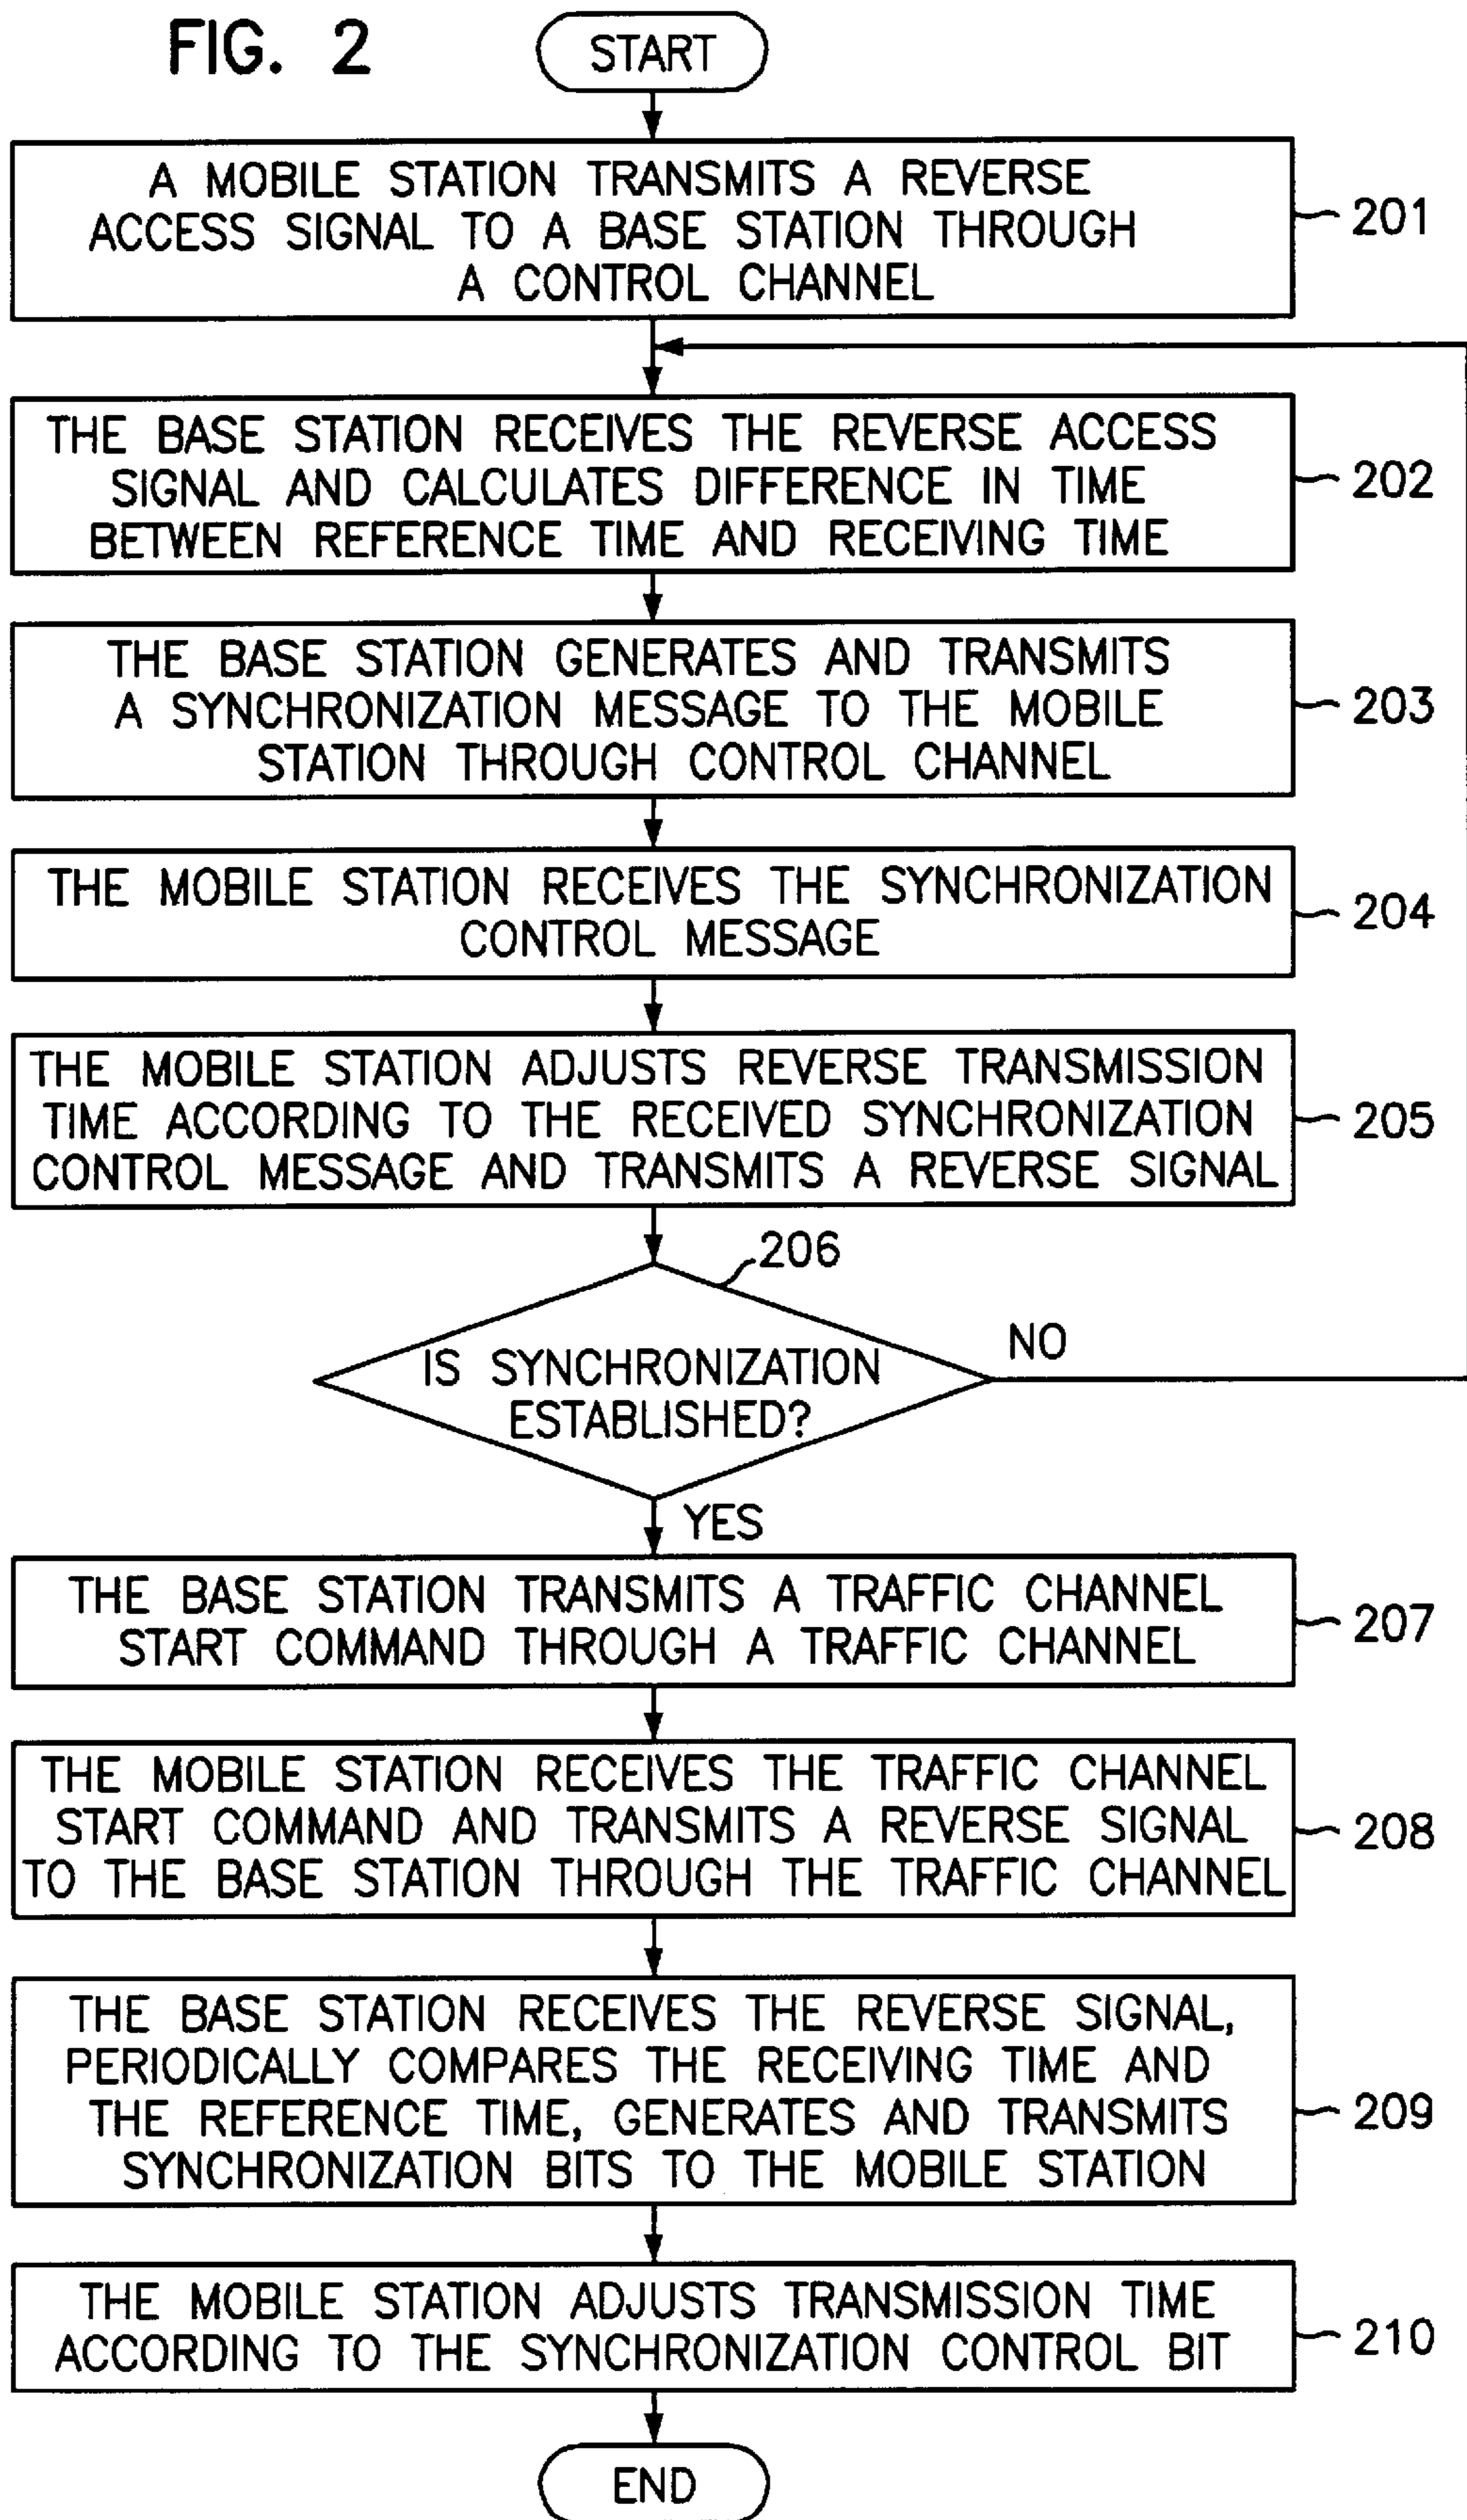 FIG. 2
START
A MOBILE STATION TRANSMITS A REVERSE
ACCESS SIGNAL TO A BASE STATION THROUGH
A CONTROL CHANNEL
201
THE BASE STATION RECEIVES THE REVERSE ACCESS
SIGNAL AND CALCULATES DIFFERENCE IN TIME
BETWEEN REFERENCE TIME AND RECEIVING TIME
202
THE BASE STATION GENERATES AND TRANSMITS
A SYNCHRONIZATION MESSAGE TO THE MOBILE
STATION THROUGH CONTROL CHANNEL
203
THE MOBILE STATION RECEIVES THE SYNCHRONIZATION
CONTROL MESSAGE
204
THE MOBILE STATION ADJUSTS REVERSE TRANSMISSION
TIME ACCORDING TO THE RECEIVED SYNCHRONIZATION
CONTROL MESSAGE AND TRANSMITS A REVERSE SIGNAL
205
206
IS SYNCHRONIZATION
ESTABLISHED?
NO
YES
THE BASE STATION TRANSMITS A TRAFFIC CHANNEL
START COMMAND THROUGH A TRAFFIC CHANNEL
207
THE MOBILE STATION RECEIVES THE TRAFFIC CHANNEL
START COMMAND AND TRANSMITS A REVERSE SIGNAL
TO THE BASE STATION THROUGH THE TRAFFIC CHANNEL
208
THE BASE STATION RECEIVES THE REVERSE SIGNAL,
PERIODICALLY COMPARES THE RECEIVING TIME AND
THE REFERENCE TIME, GENERATES AND TRANSMITS
SYNCHRONIZATION BITS TO THE MOBILE STATION
209
THE MOBILE STATION ADJUSTS TRANSMISSION TIME
ACCORDING TO THE SYNCHRONIZATION CONTROL BIT
210
END